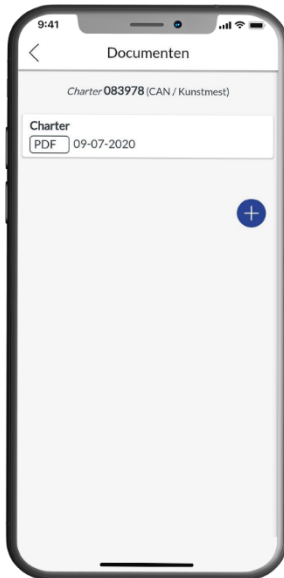 9:41
Documenten
Charter 083978 (CAN / Kunstmest)
Charter
PDF 09-07-2020